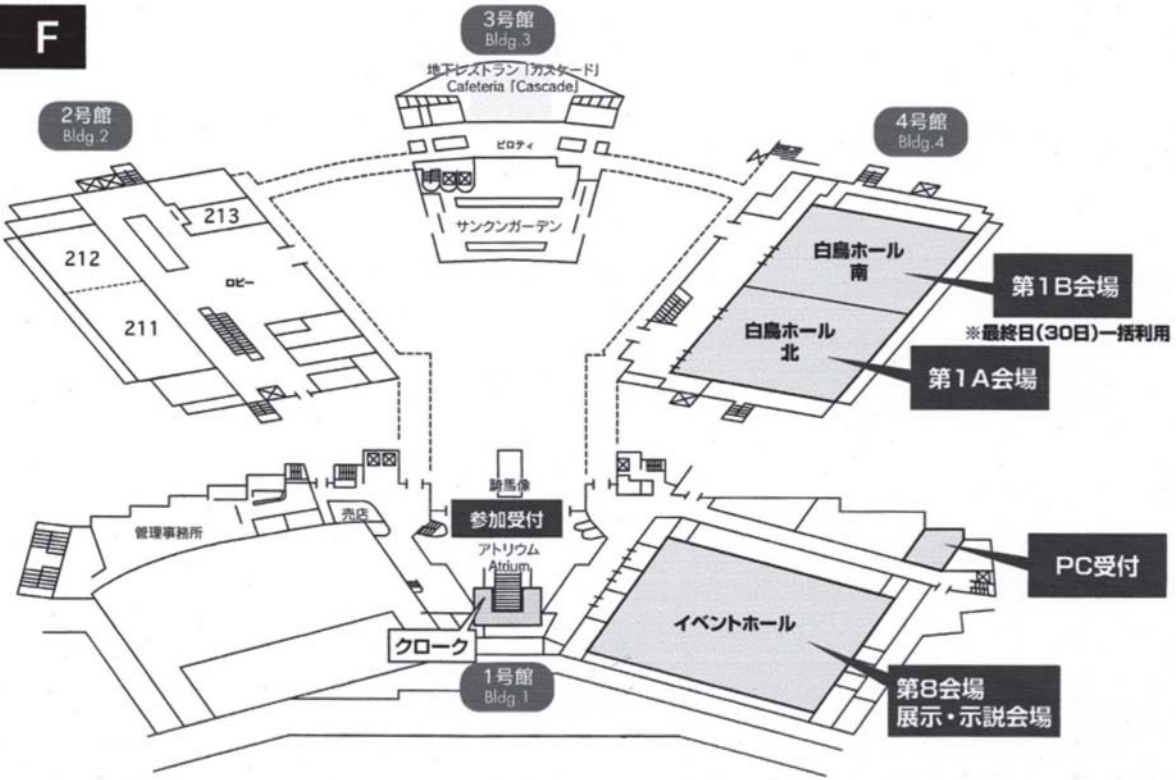 F
3号館
Bldg.3
地下レストラン「カスケード」
Cafeteria「Cascade」
2号館
Bldg.2
4号館
Bldg.4
ピロティ
213
サンクンガーデン
212
ロビー
211
白鳥ホール
南
第1B会場
※最終日(30日)一括利用
白鳥ホール
北
第1A会場
騎馬像
売店
参加受付
管理事務所
アトリウム
Atrium
PC受付
イベントホール
クローク
1号館
Bldg.1
第8会場
展示・示説会場